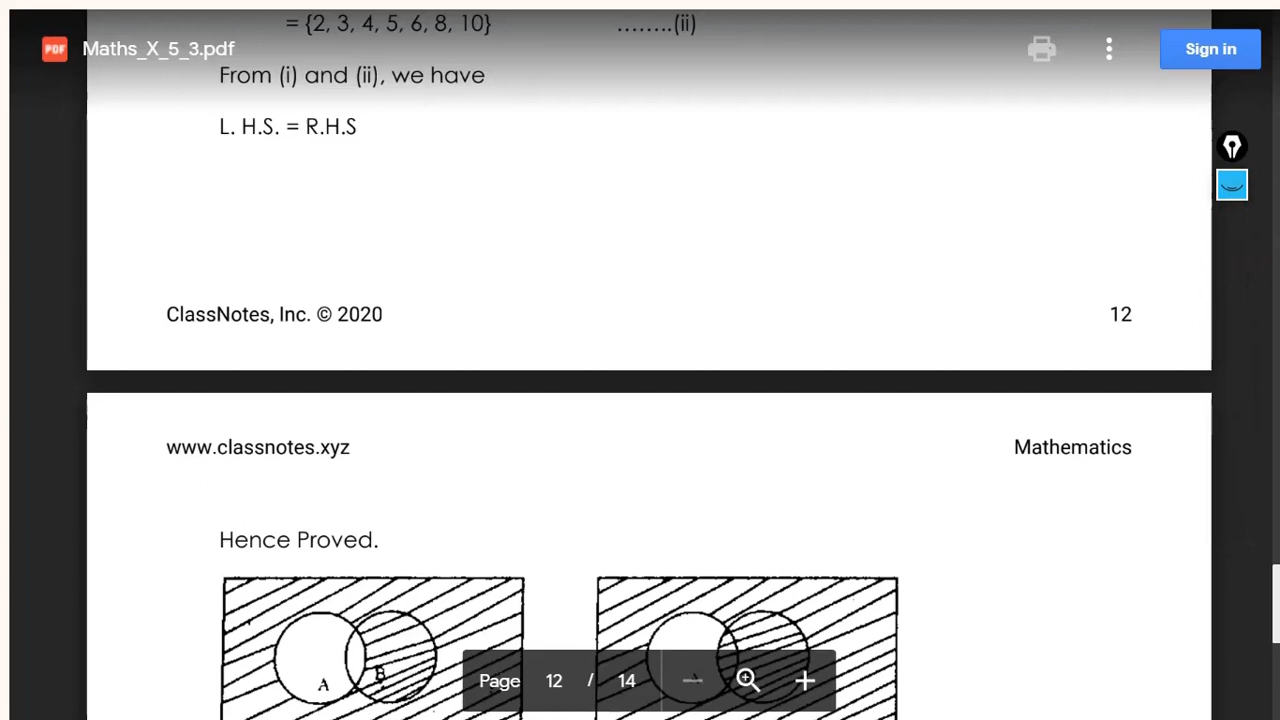 = {2, 3, 4, 5, 6, 8, 10} ........(ii)
PDF Maths_X_5_3.pdf Sign in
From (i) and (ii), we have
L. H.S. = R.H.S
ClassNotes, Inc. © 2020 12
www.classnotes.xyz Mathematics
Hence Proved.
A B
Page 12 / 14